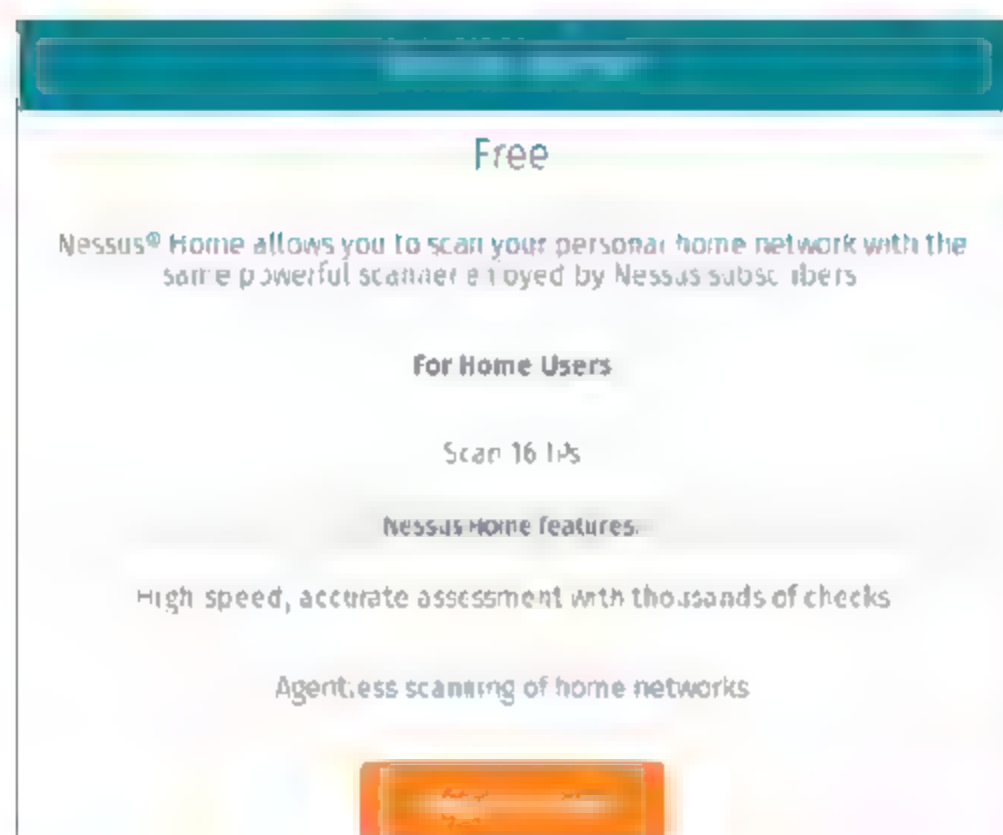 Free
Nessus® Home allows you to scan your personal home network with the
same powerful scanner enjoyed by Nessus subscribers
For Home Users
Scan 16 IPs
Nessus Home features:
High speed, accurate assessment with thousands of checks
Agentless scanning of home networks